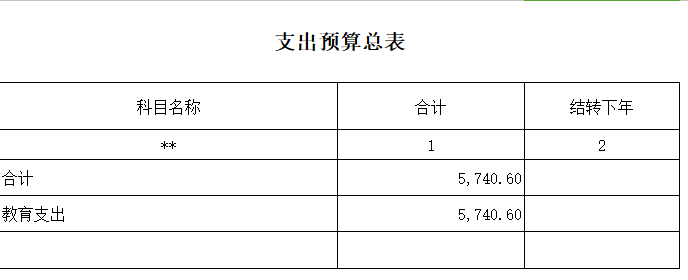 支出预算总表
科目名称 合计 结转下年
** 1 2
合计 5,740.60
教育支出 5,740.60